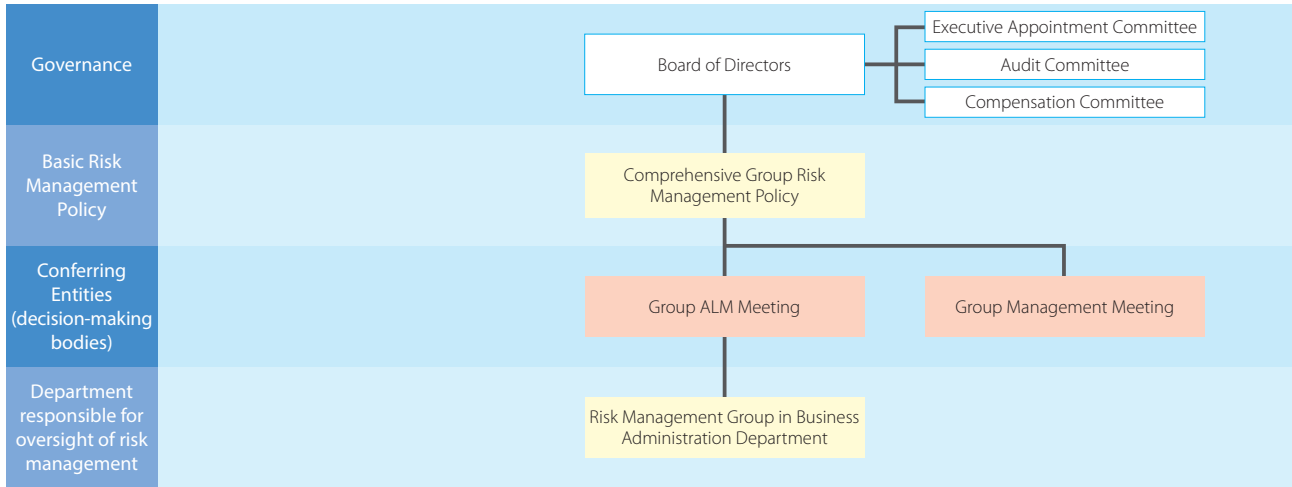 Governance
Board of Directors
Executive Appointment Committee
Audit Committee
Compensation Committee
Basic Risk
Management
Policy
Comprehensive Group Risk
Management Policy
Conferring
Entities
(decision-making
bodies)
Group ALM Meeting
Group Management Meeting
Department
responsible for
oversight of risk
management
Risk Management Group in Business
Administration Department